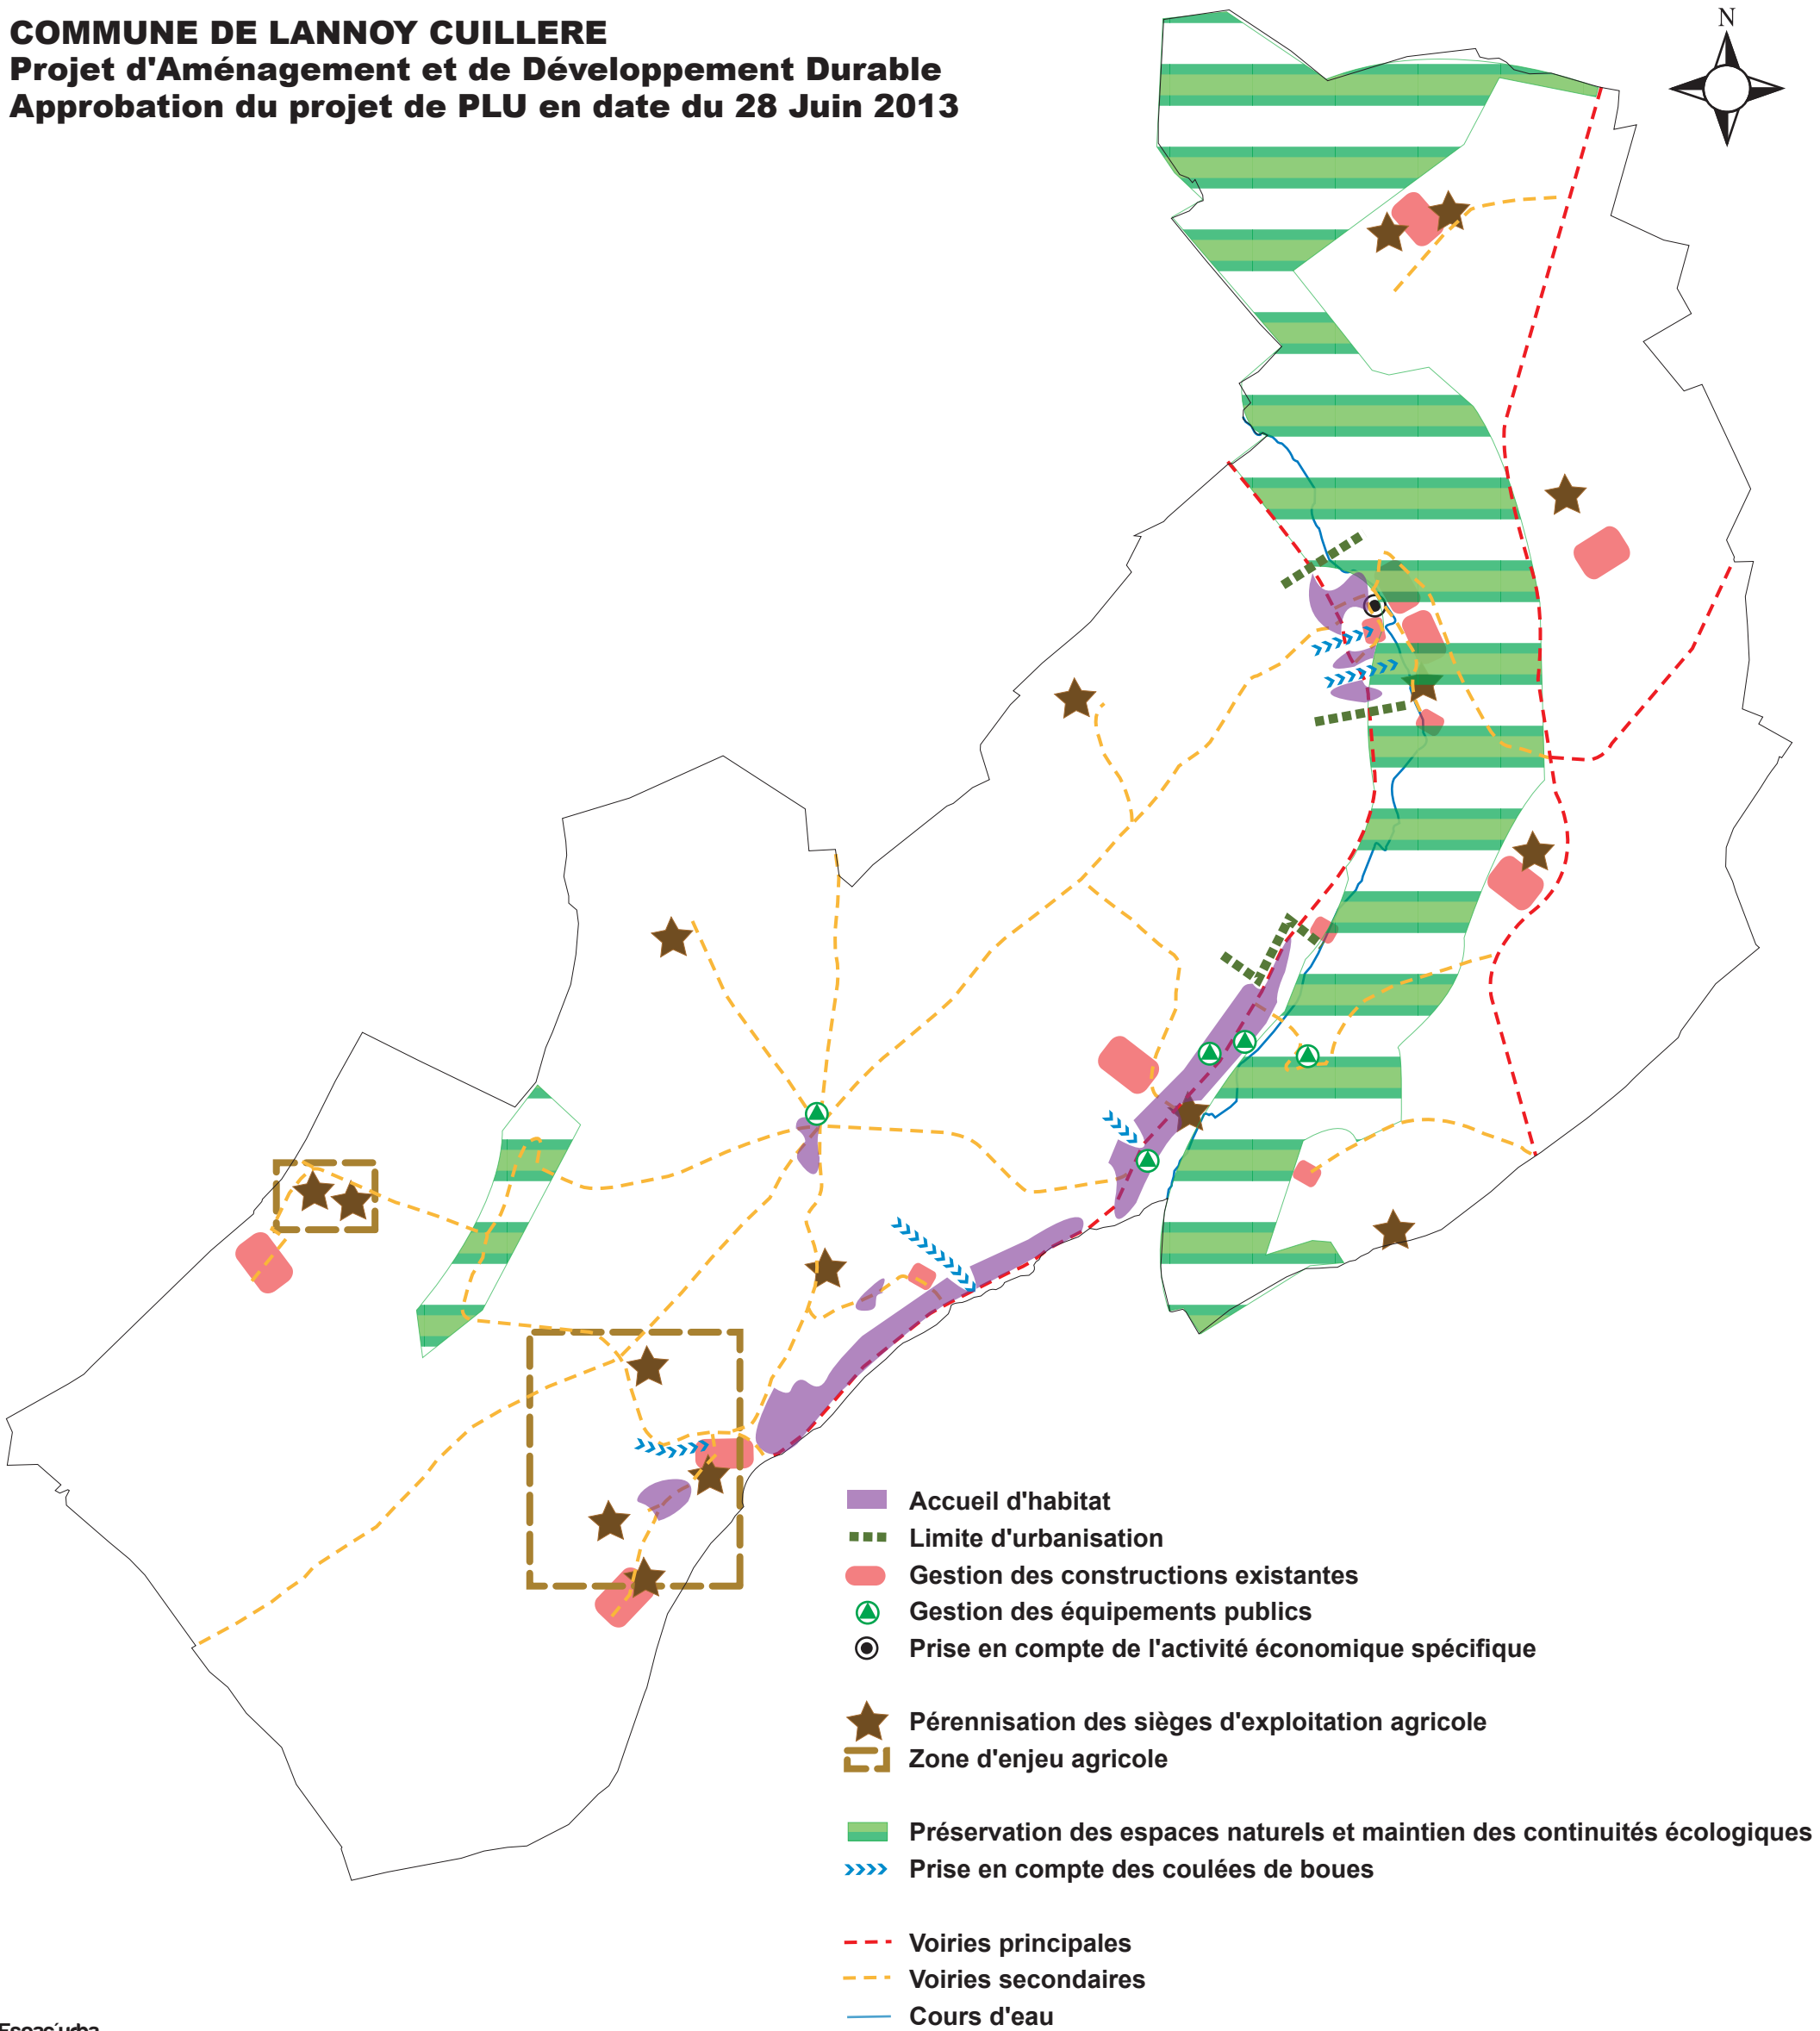 COMMUNE DE LANNOY CUILLERE
Projet d'Aménagement et de Développement Durable
Approbation du projet de PLU en date du 28 Juin 2013
N
Accueil d'habitat
Limite d'urbanisation
Gestion des constructions existantes
Gestion des équipements publics
Prise en compte de l'activité économique spécifique
Pérennisation des sièges d'exploitation agricole
Zone d'enjeu agricole
Préservation des espaces naturels et maintien des continuités écologiques
Prise en compte des coulées de boues
Voiries principales
Voiries secondaires
Cours d'eau